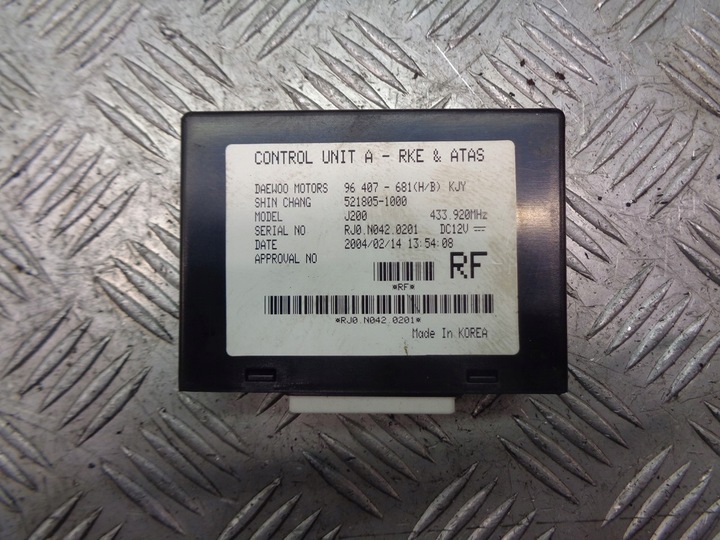 CONTROL UNIT A - RKE & ATAS
DAEWOO MOTORS 96 407 - 681(H/B) KJY
SHIN CHANG 521805-1000
MODEL J200 433.920MHz
SERIAL NO RJ0.N042.0201 DC12V
DATE 2004/02/14 13:54:08
APPROVAL NO
*RF* RF
*RJ0.N042.0201*
Made In KOREA